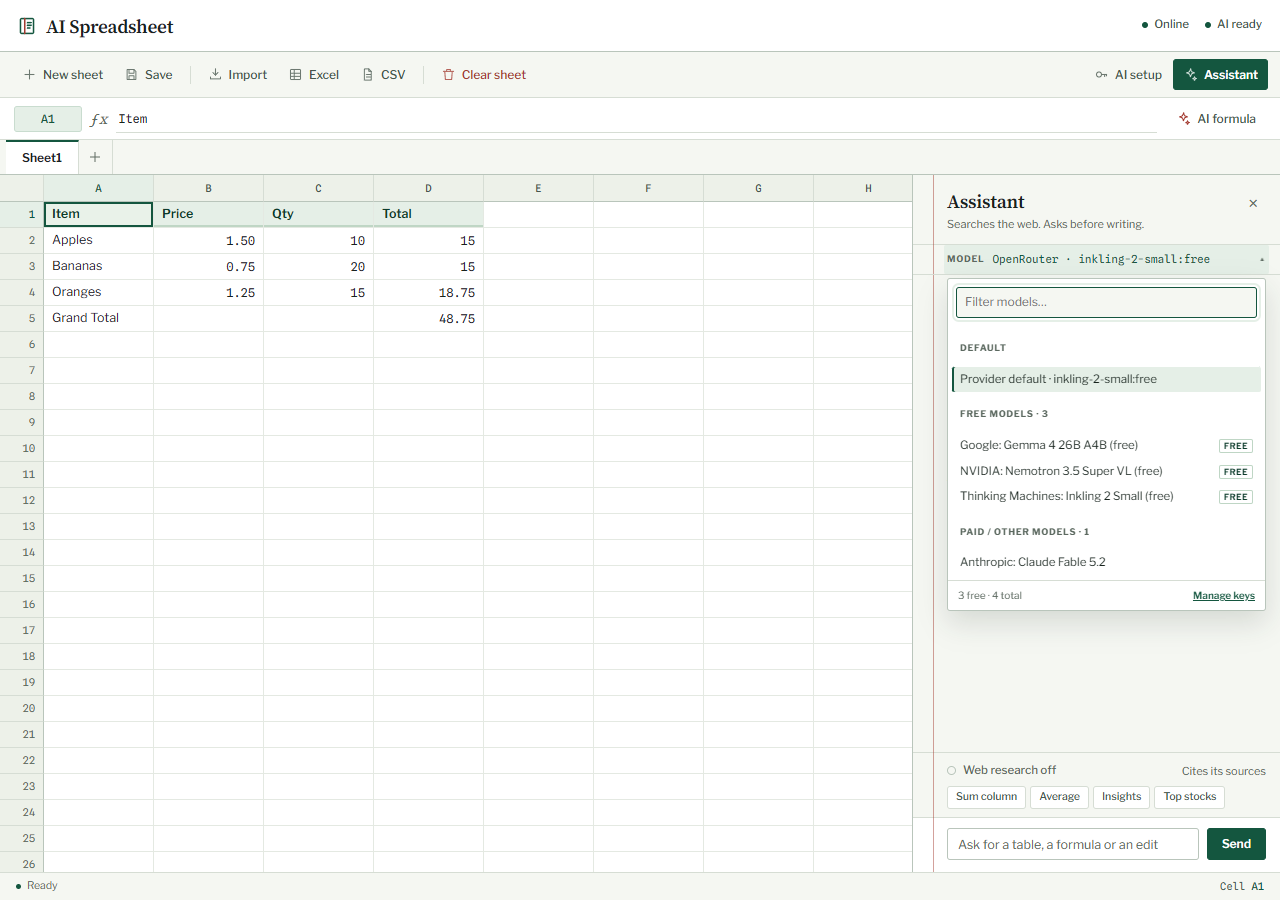 AI Spreadsheet
Online AI ready
New sheet Save Import Excel CSV Clear sheet AI setup Assistant
A1 ƒx Item AI formula
Sheet1 +
A B C D E F G H
1 Item Price Qty Total
2 Apples 1.50 10 15
3 Bananas 0.75 20 15
4 Oranges 1.25 15 18.75
5 Grand Total 48.75
6
7
8
9
10
11
12
13
14
15
16
17
18
19
20
21
22
23
24
25
26
Assistant ×
Searches the web. Asks before writing.
MODEL OpenRouter · inkling-2-small:free
Filter models...
DEFAULT
Provider default · inkling-2-small:free
FREE MODELS · 3
Google: Gemma 4 26B A4B (free) FREE
NVIDIA: Nemotron 3.5 Super VL (free) FREE
Thinking Machines: Inkling 2 Small (free) FREE
PAID / OTHER MODELS · 1
Anthropic: Claude Fable 5.2
3 free · 4 total Manage keys
Web research off Cites its sources
Sum column Average Insights Top stocks
Ask for a table, a formula or an edit Send
Ready Cell A1